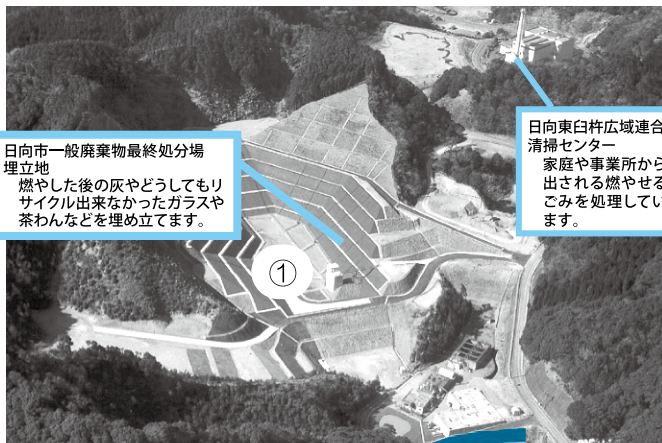 日向市一般廃棄物最終処分場
埋立地
燃やした後の灰やどうしてもリ
サイクル出来なかったガラスや
茶わんなどを埋め立てます。
①
日向東臼杵広域連合
清掃センター
家庭や事業所から
出される燃やせる
ごみを処理してい
ます。